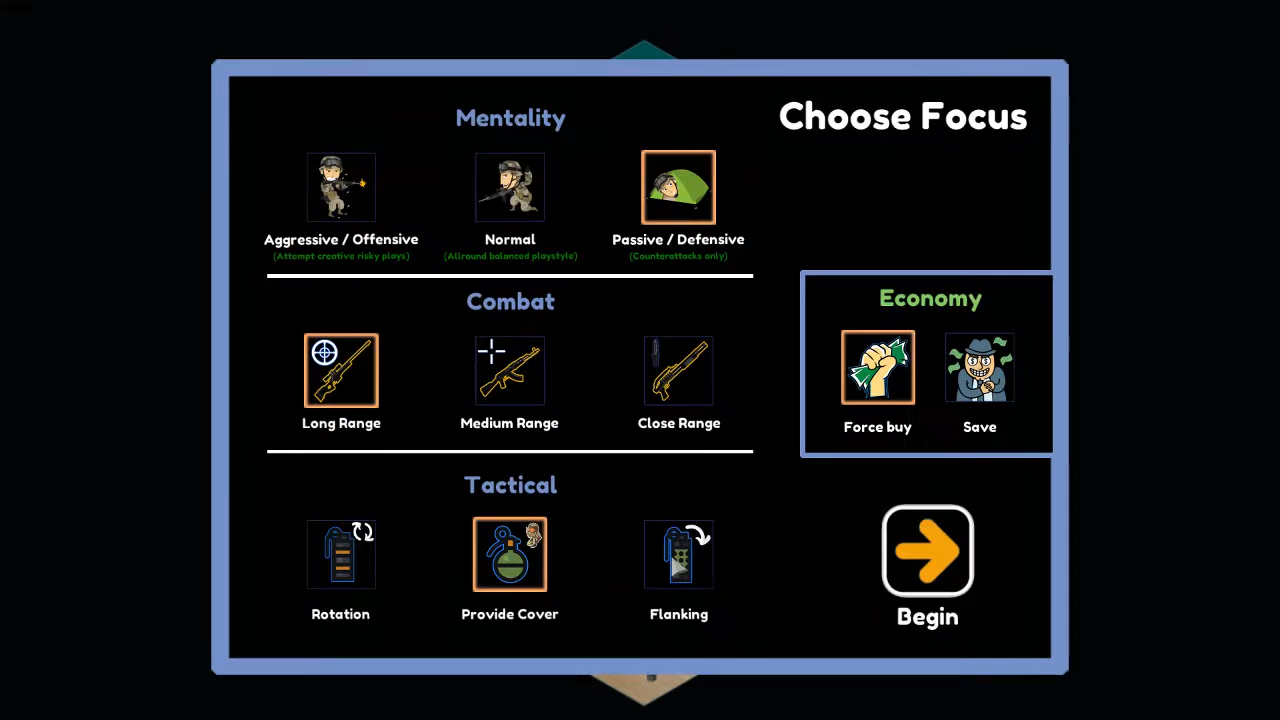 Choose Focus
Mentality
Aggressive / Offensive
(Attempt creative risky plays)
Normal
(Allround balanced playstyle)
Passive / Defensive
(Counterattacks only)
Combat
Long Range
Medium Range
Close Range
Economy
Force buy
Save
Tactical
Rotation
Provide Cover
Flanking
Begin